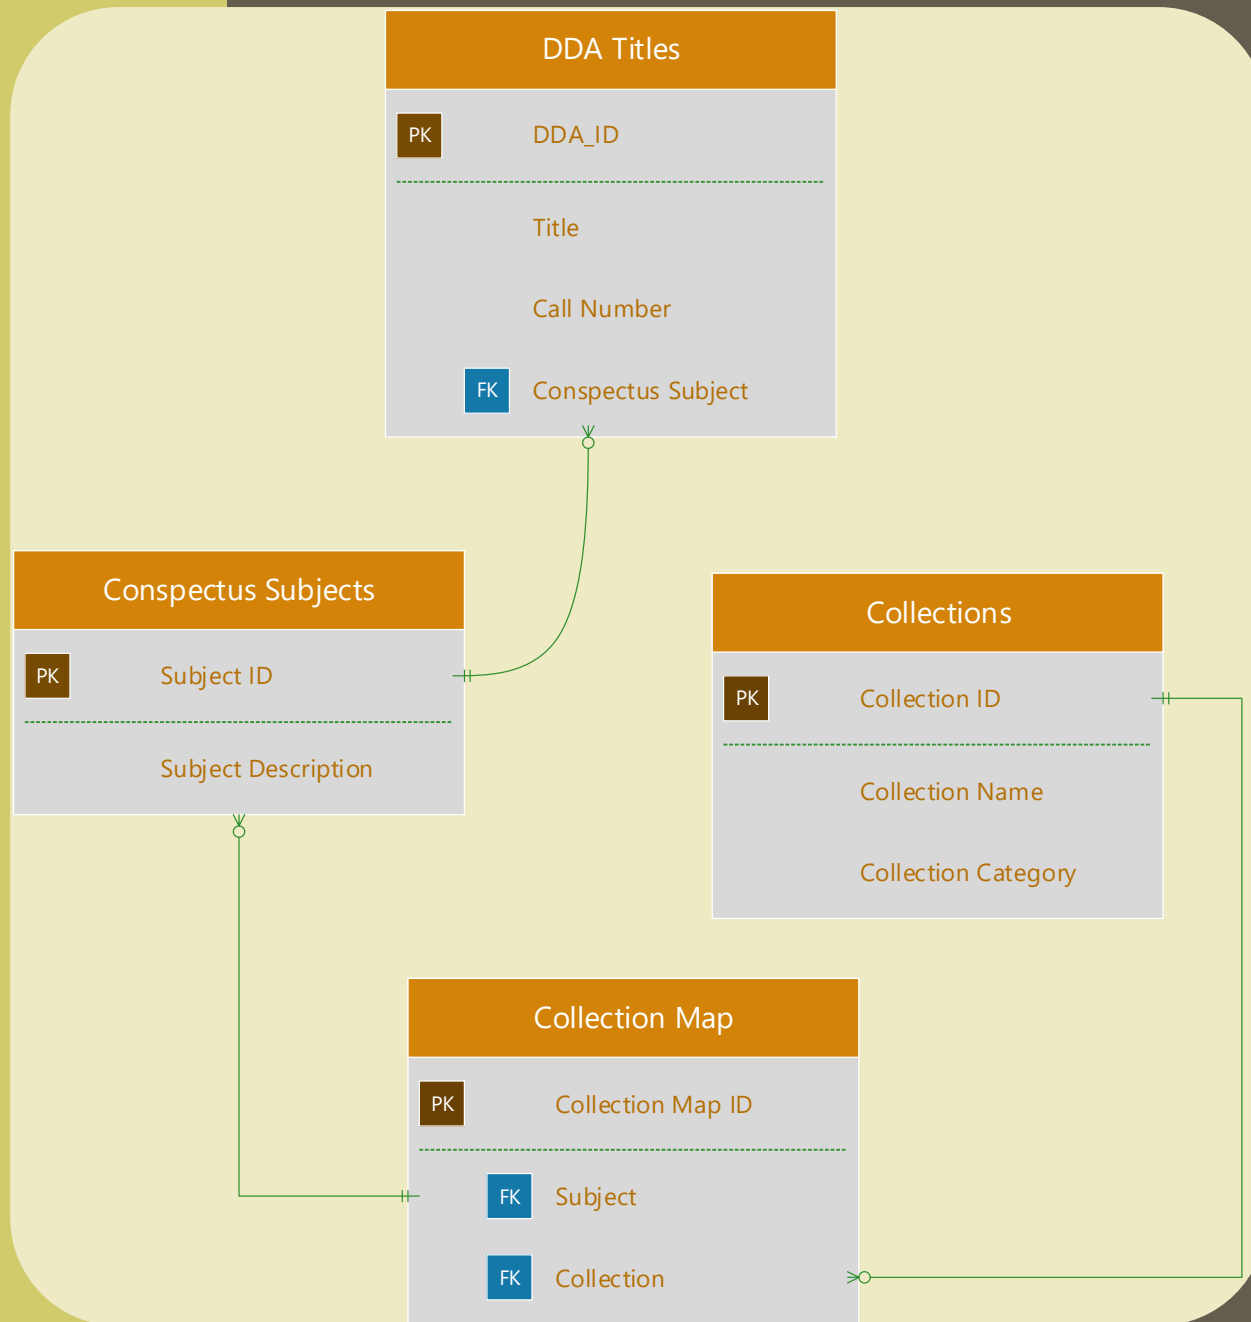 DDA Titles
PK DDA_ID
Title
Call Number
FK Conspectus Subject
Conspectus Subjects
PK Subject ID
Subject Description
Collections
PK Collection ID
Collection Name
Collection Category
Collection Map
PK Collection Map ID
FK Subject
FK Collection